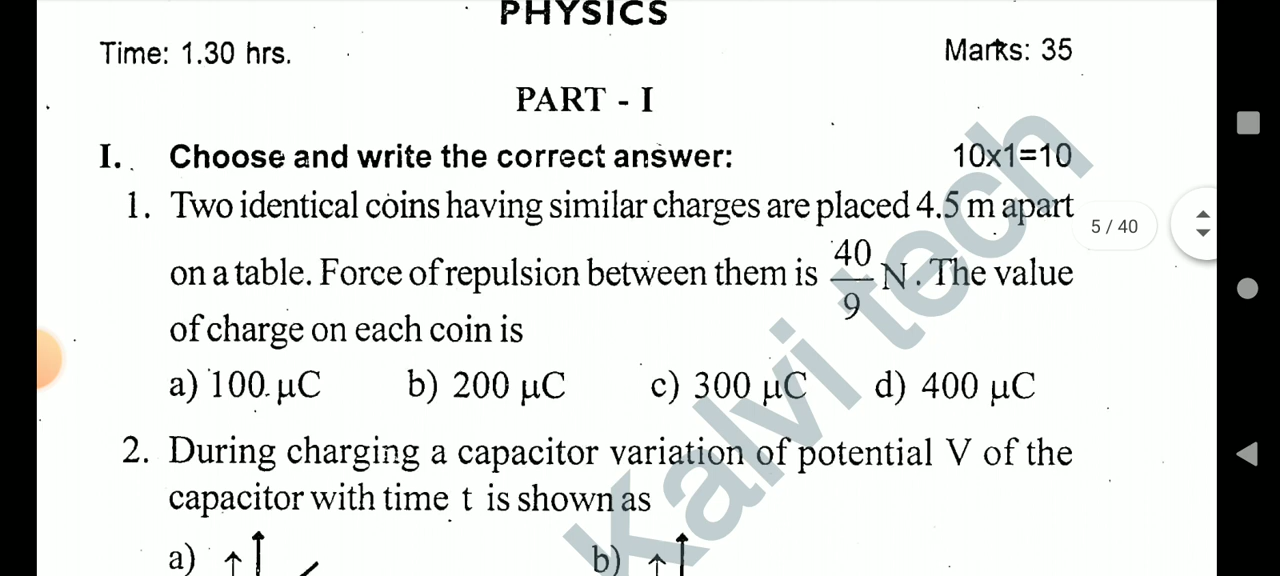 PHYSICS
Time: 1.30 hrs.
Marks: 35
PART - I
I. Choose and write the correct answer: 10x1=10
1. Two identical coins having similar charges are placed 4.5 m apart
on a table. Force of repulsion between them is 40/9 N. The value
of charge on each coin is
a) 100 μC b) 200 μC c) 300 μC d) 400 μC
2. During charging a capacitor variation of potential V of the
capacitor with time t is shown as
a) b)
5 / 40
Kalvi tech